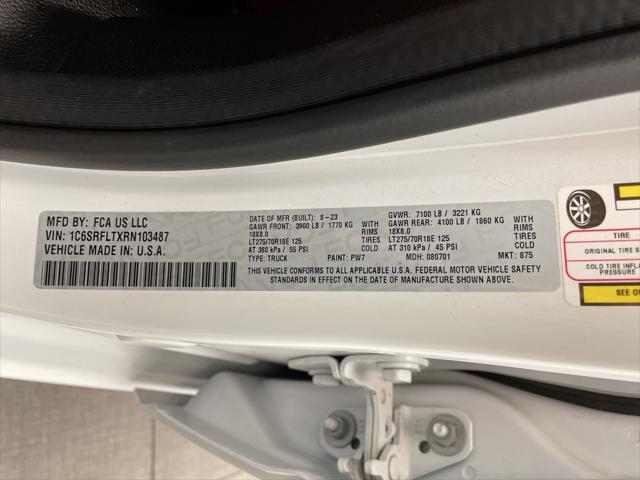 MFD BY: FCA US LLC
VIN: 1C6SRFLTXRN103487
VEHICLE MADE IN: U.S.A.
DATE OF MFR (BUILT): 8-23
GAWR FRONT: 3900 LB / 1770 KG WITH
18X8.0 RIMS
LT275/70R18E 125 TIRES
AT 380 kPa / 55 PSI COLD
TYPE: TRUCK PAINT: PW7
GVWR: 7100 LB / 3221 KG
GAWR REAR: 4100 LB / 1860 KG WITH
18X8.0 RIMS
LT275/70R18E 125 TIRES
AT 310 kPa / 45 PSI COLD
MDH: 080701 MKT: 875
THIS VEHICLE CONFORMS TO ALL APPLICABLE U.S.A. FEDERAL MOTOR VEHICLE SAFETY
STANDARDS IN EFFECT ON THE DATE OF MANUFACTURE SHOWN ABOVE.
TIRE
ORIGINAL TIRE S
COLD TIRE INFLA
SEE OW